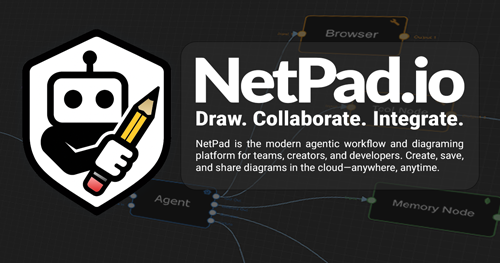 Browser
NetPad.io
Draw. Collaborate. Integrate.
NetPad is the modern agentic workflow and diagraming
platform for teams, creators, and developers. Create, save,
and share diagrams in the cloud—anywhere, anytime.
Agent
Memory Node